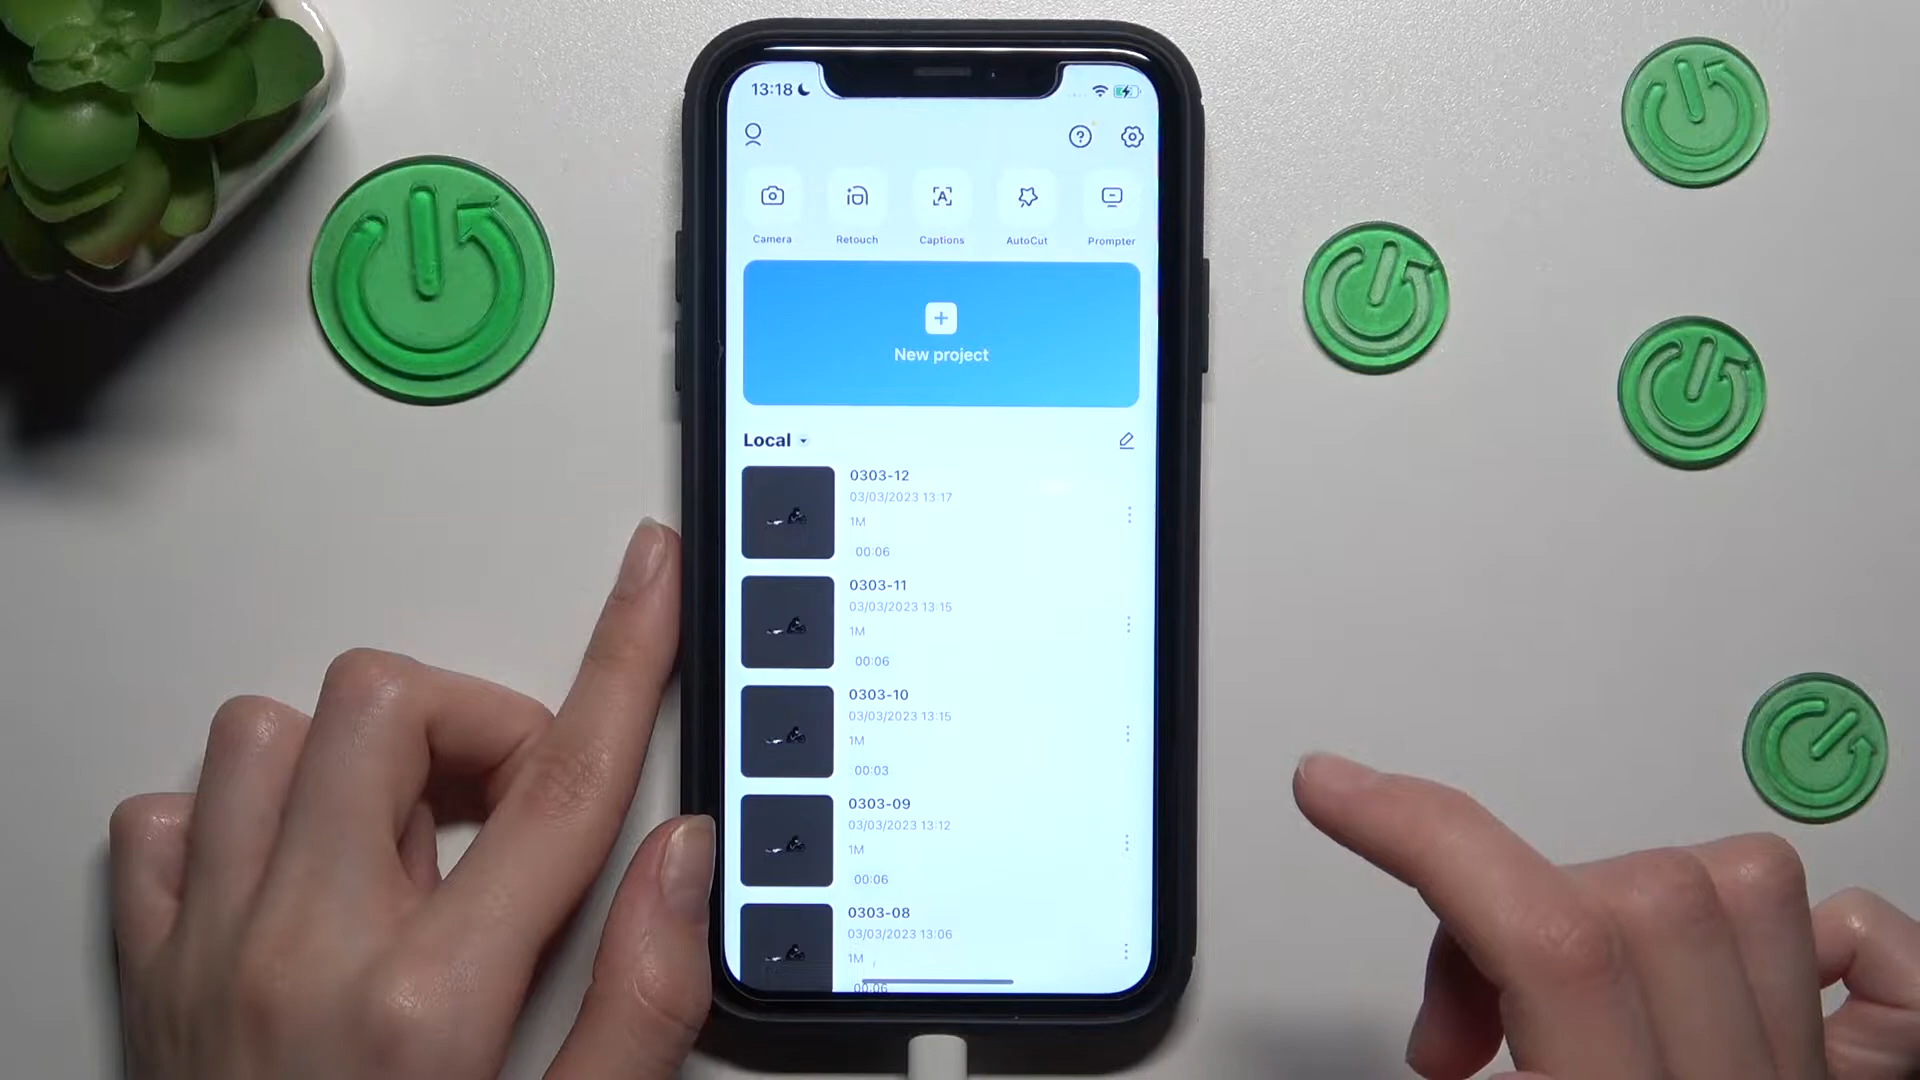 13:18
Camera
Retouch
Captions
AutoCut
Prompter
New project
Local
0303-12
03/03/2023 13:17
1M
00:06
0303-11
03/03/2023 13:15
1M
00:06
0303-10
03/03/2023 13:15
1M
00:03
0303-09
03/03/2023 13:12
1M
00:06
0303-08
03/03/2023 13:06
1M
00:06